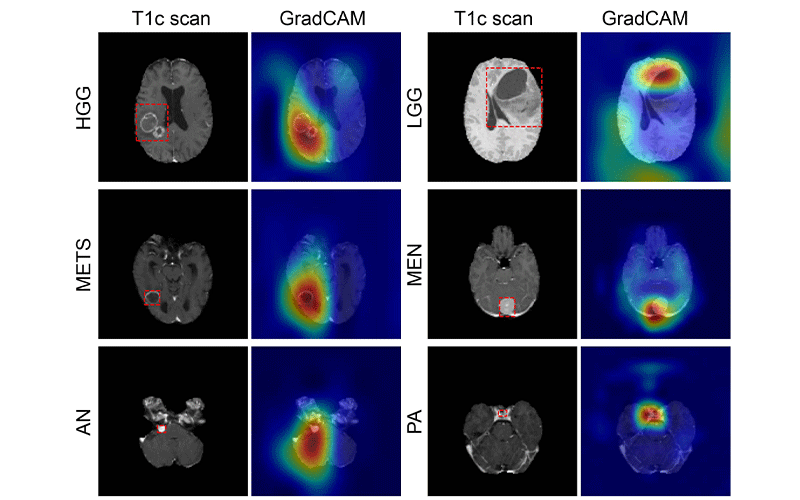 T1c scan GradCAM T1c scan GradCAM
HGG LGG
METS MEN
AN PA